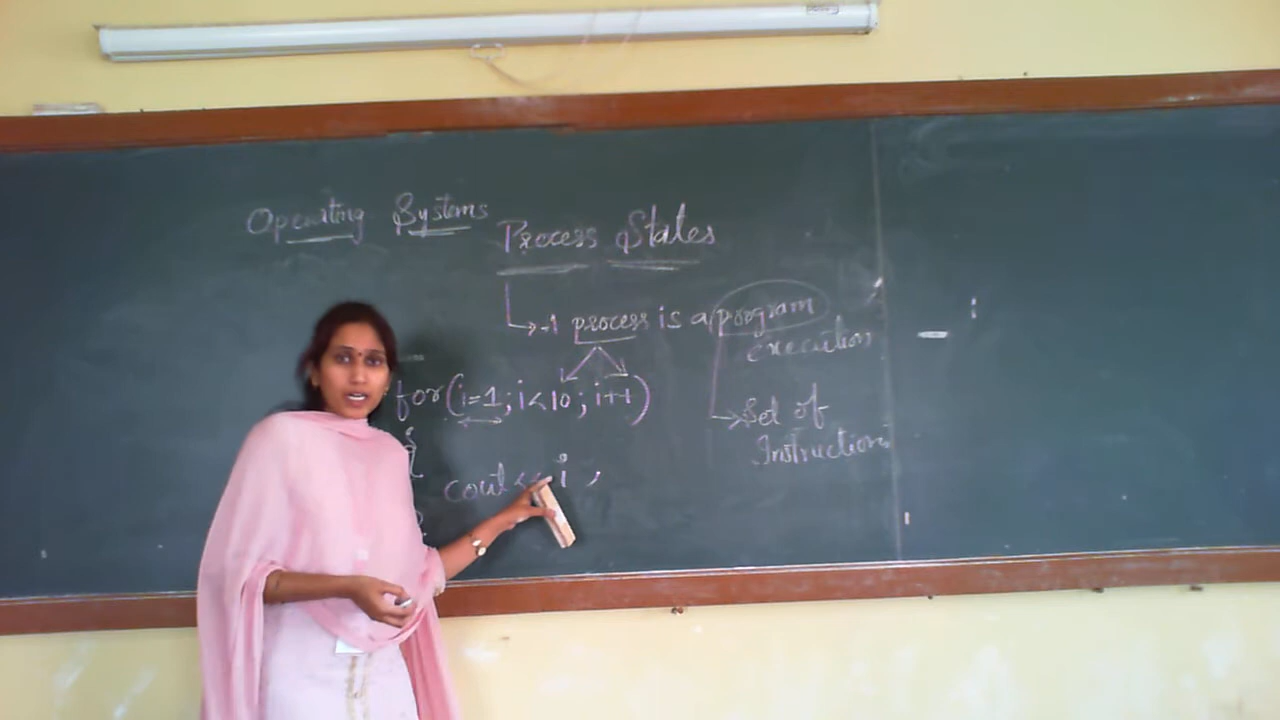 Operating Systems
Process States
→ process is a program
execution
for(i=1;i<10;i++)
{
Set of
Instructions
cout<<i;
i